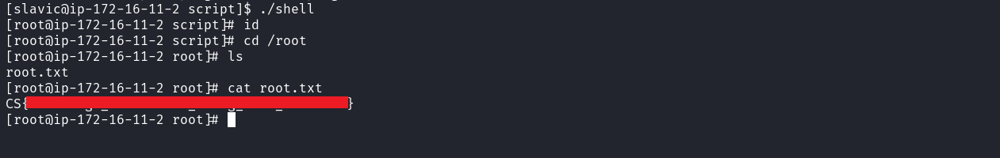 [slavic@ip-172-16-11-2 script]$ ./shell
[root@ip-172-16-11-2 script]# id
[root@ip-172-16-11-2 script]# cd /root
[root@ip-172-16-11-2 root]# ls
root.txt
[root@ip-172-16-11-2 root]# cat root.txt
CS{ }
[root@ip-172-16-11-2 root]#